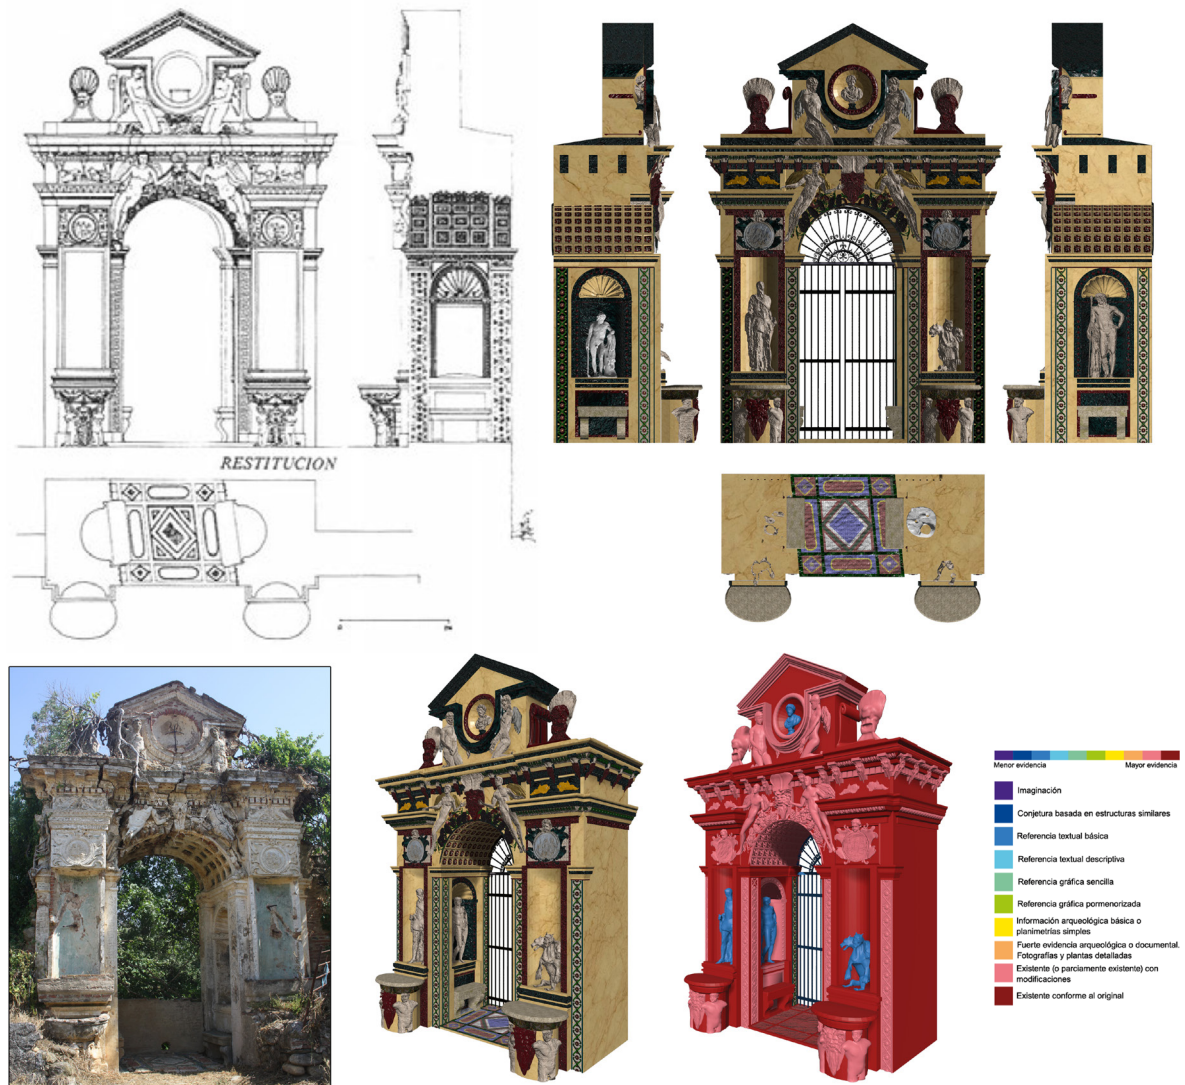 RESTITUCION
Menor evidencia
Mayor evidencia
Imaginación
Conjetura basada en estructuras similares
Referencia textual básica
Referencia textual descriptiva
Referencia gráfica sencilla
Referencia gráfica pormenorizada
Información arqueológica básica o
planimetrías simples
Fuerte evidencia arqueológica o documental.
Fotografías y plantas detalladas
Existente (o parciamente existente) con
modificaciones
Existente conforme al original